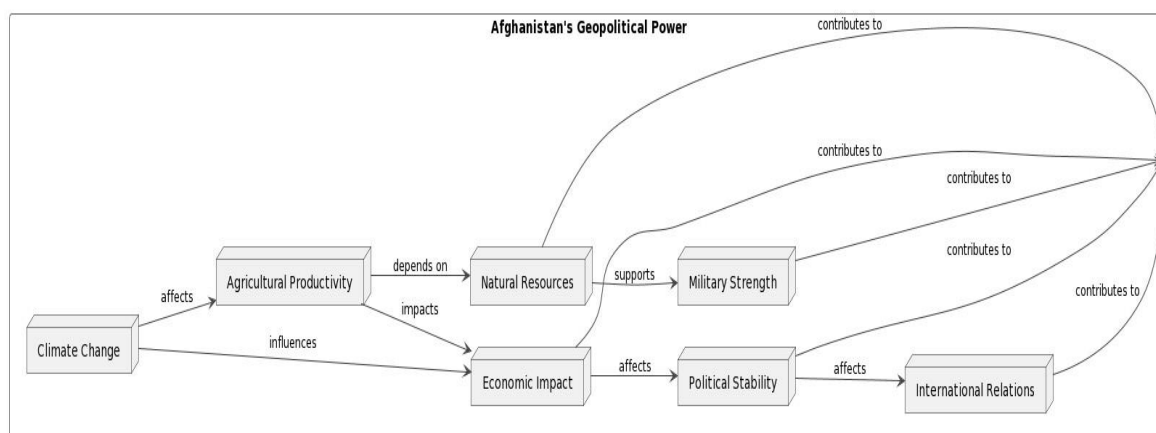 Afghanistan's Geopolitical Power
contributes to
contributes to
contributes to
contributes to
contributes to
Agricultural Productivity
depends on
Natural Resources
supports
Military Strength
affects
impacts
Climate Change
influences
Economic Impact
affects
Political Stability
affects
International Relations